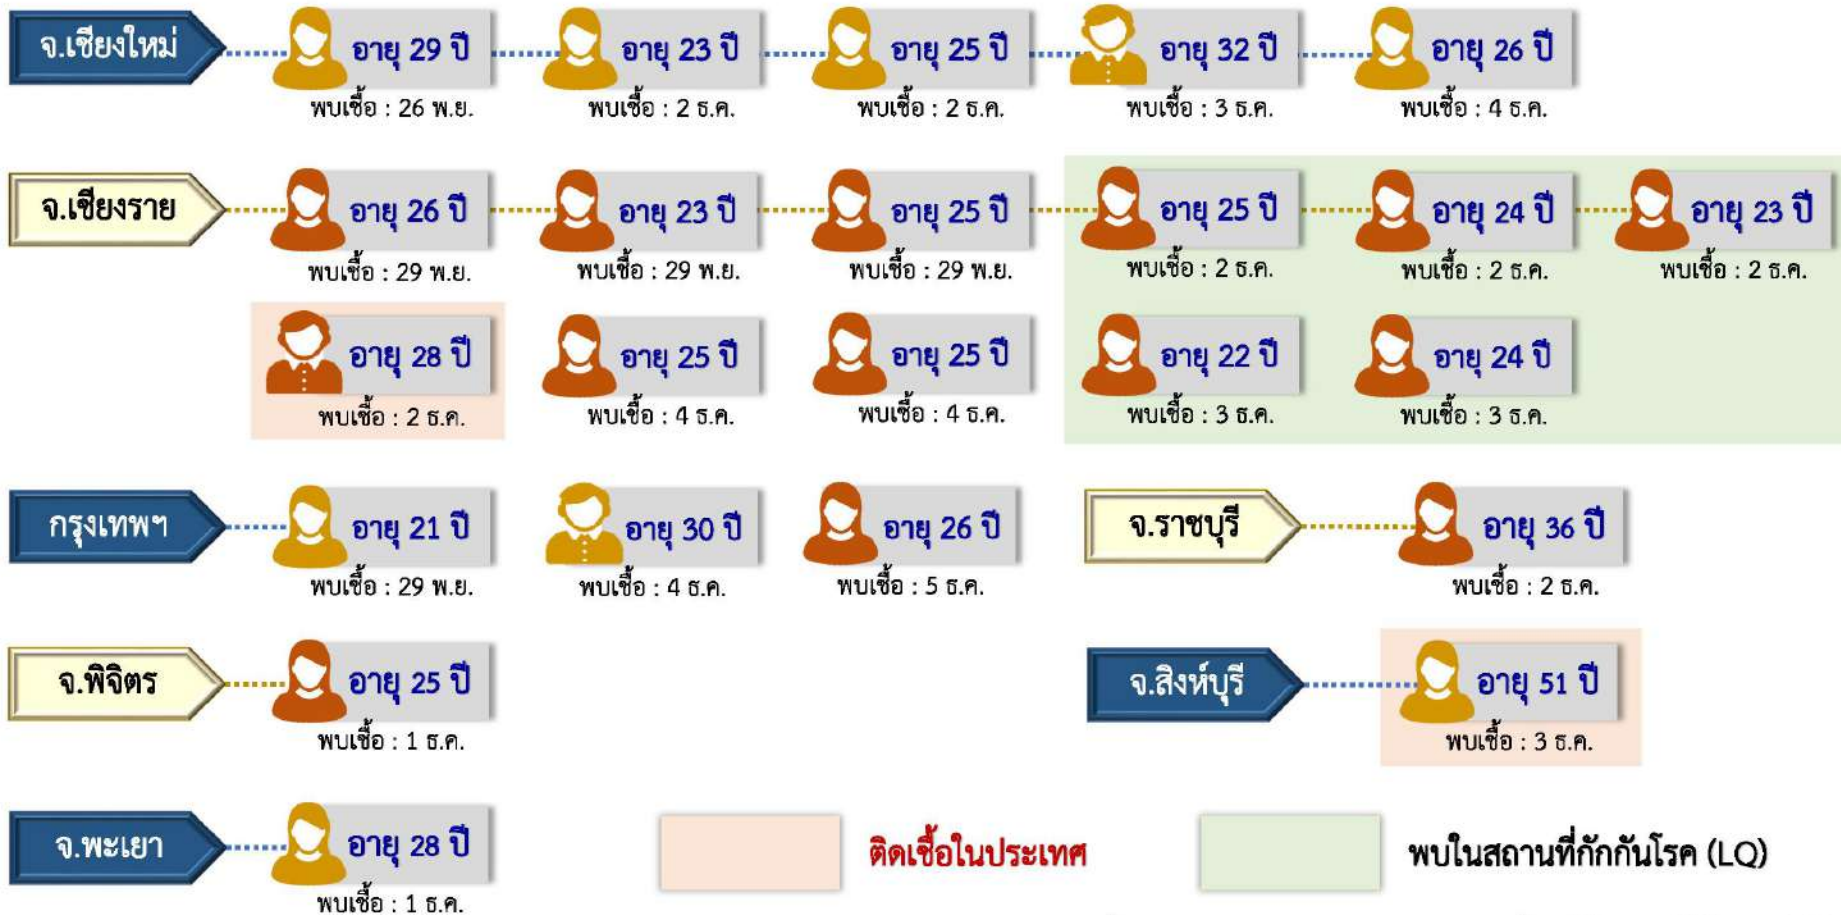 จ.เชียงใหม่ อายุ 29 ปี อายุ 23 ปี อายุ 25 ปี อายุ 32 ปี อายุ 26 ปี
พบเชื้อ : 26 พ.ย. พบเชื้อ : 2 ธ.ค. พบเชื้อ : 2 ธ.ค. พบเชื้อ : 3 ธ.ค. พบเชื้อ : 4 ธ.ค.
จ.เชียงราย อายุ 26 ปี อายุ 23 ปี อายุ 25 ปี อายุ 25 ปี อายุ 24 ปี อายุ 23 ปี
พบเชื้อ : 29 พ.ย. พบเชื้อ : 29 พ.ย. พบเชื้อ : 29 พ.ย. พบเชื้อ : 2 ธ.ค. พบเชื้อ : 2 ธ.ค. พบเชื้อ : 2 ธ.ค.
อายุ 28 ปี อายุ 25 ปี อายุ 25 ปี อายุ 22 ปี อายุ 24 ปี
พบเชื้อ : 2 ธ.ค. พบเชื้อ : 4 ธ.ค. พบเชื้อ : 4 ธ.ค. พบเชื้อ : 3 ธ.ค. พบเชื้อ : 3 ธ.ค.
กรุงเทพฯ อายุ 21 ปี อายุ 30 ปี อายุ 26 ปี จ.ราชบุรี อายุ 36 ปี
พบเชื้อ : 29 พ.ย. พบเชื้อ : 4 ธ.ค. พบเชื้อ : 5 ธ.ค. พบเชื้อ : 2 ธ.ค.
จ.พิจิตร อายุ 25 ปี จ.สิงห์บุรี อายุ 51 ปี
พบเชื้อ : 1 ธ.ค. พบเชื้อ : 3 ธ.ค.
จ.พะเยา อายุ 28 ปี ติดเชื้อในประเทศ พบในสถานที่กักกันโรค (LQ)
พบเชื้อ : 1 ธ.ค.